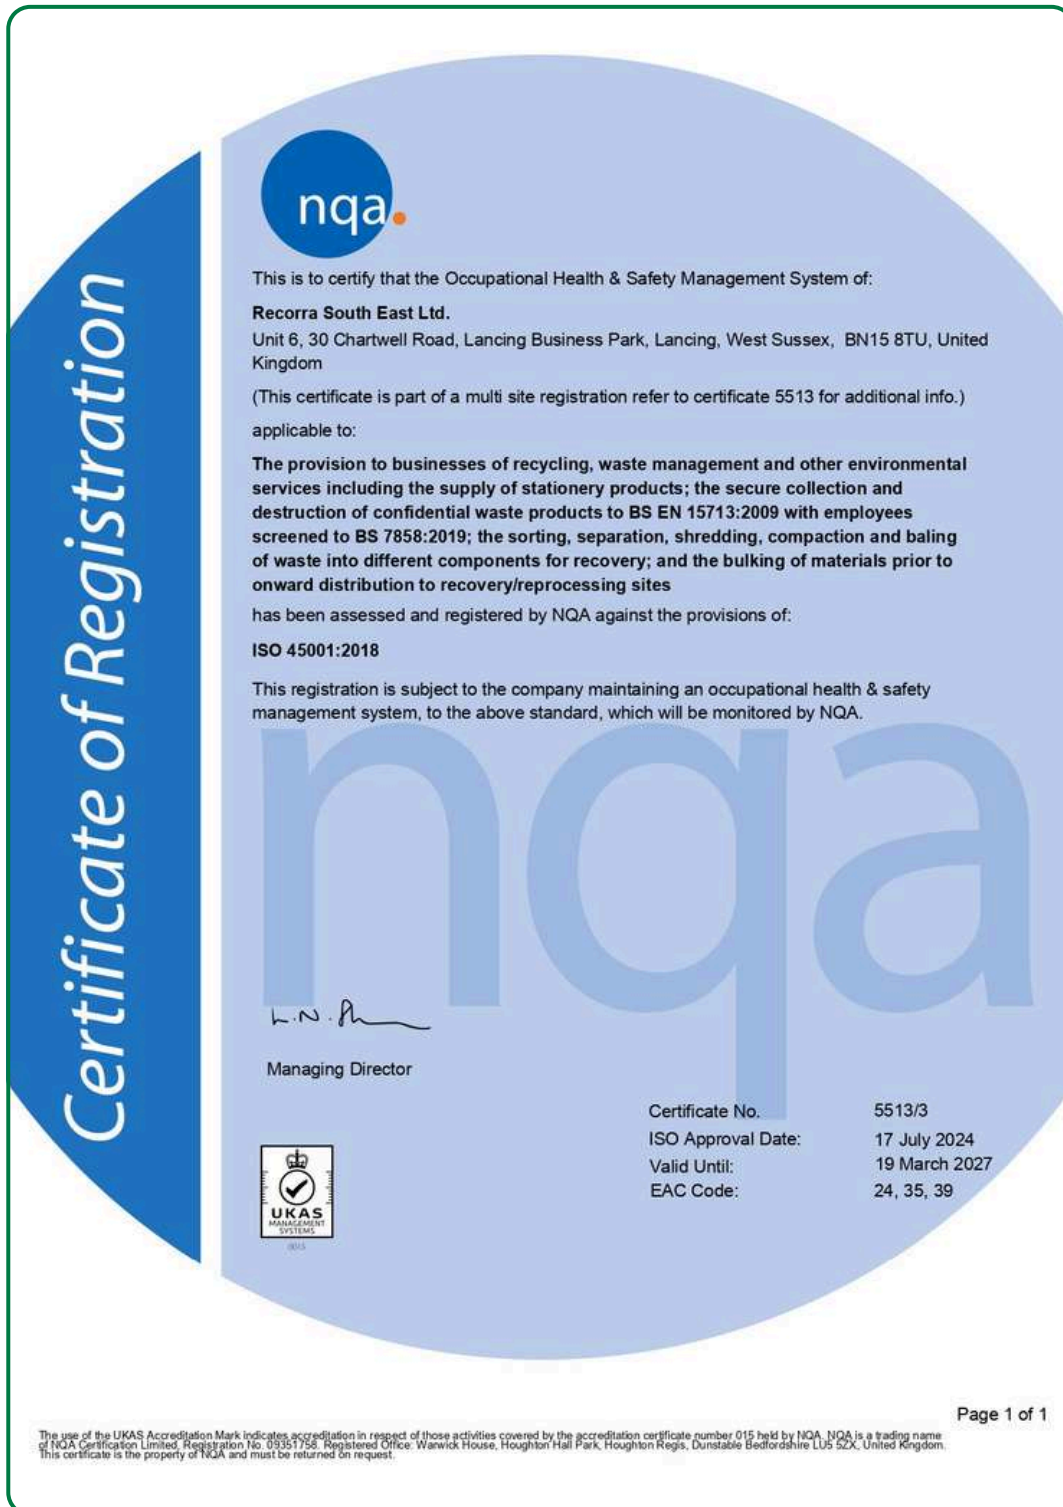 Certificate of Registration
nqa.
This is to certify that the Occupational Health & Safety Management System of:
Recorra South East Ltd.
Unit 6, 30 Chartwell Road, Lancing Business Park, Lancing, West Sussex, BN15 8TU, United
Kingdom
(This certificate is part of a multi site registration refer to certificate 5513 for additional info.)
applicable to:
The provision to businesses of recycling, waste management and other environmental
services including the supply of stationery products; the secure collection and
destruction of confidential waste products to BS EN 15713:2009 with employees
screened to BS 7858:2019; the sorting, separation, shredding, compaction and baling
of waste into different components for recovery; and the bulking of materials prior to
onward distribution to recovery/reprocessing sites
has been assessed and registered by NQA against the provisions of:
ISO 45001:2018
This registration is subject to the company maintaining an occupational health & safety
management system, to the above standard, which will be monitored by NQA.
nqa
L.N.
Managing Director
Certificate No. 5513/3
ISO Approval Date: 17 July 2024
Valid Until: 19 March 2027
EAC Code: 24, 35, 39
UKAS
MANAGEMENT
SYSTEMS
0015
Page 1 of 1
The use of the UKAS Accreditation Mark indicates accreditation in respect of those activities covered by the accreditation certificate number 015 held by NQA. NQA is a trading name
of NQA Certification Limited, Registration No. 09351758. Registered Office: Warwick House, Houghton Hall Park, Houghton Regis, Dunstable Bedfordshire LU5 5ZX, United Kingdom.
This certificate is the property of NQA and must be returned on request.